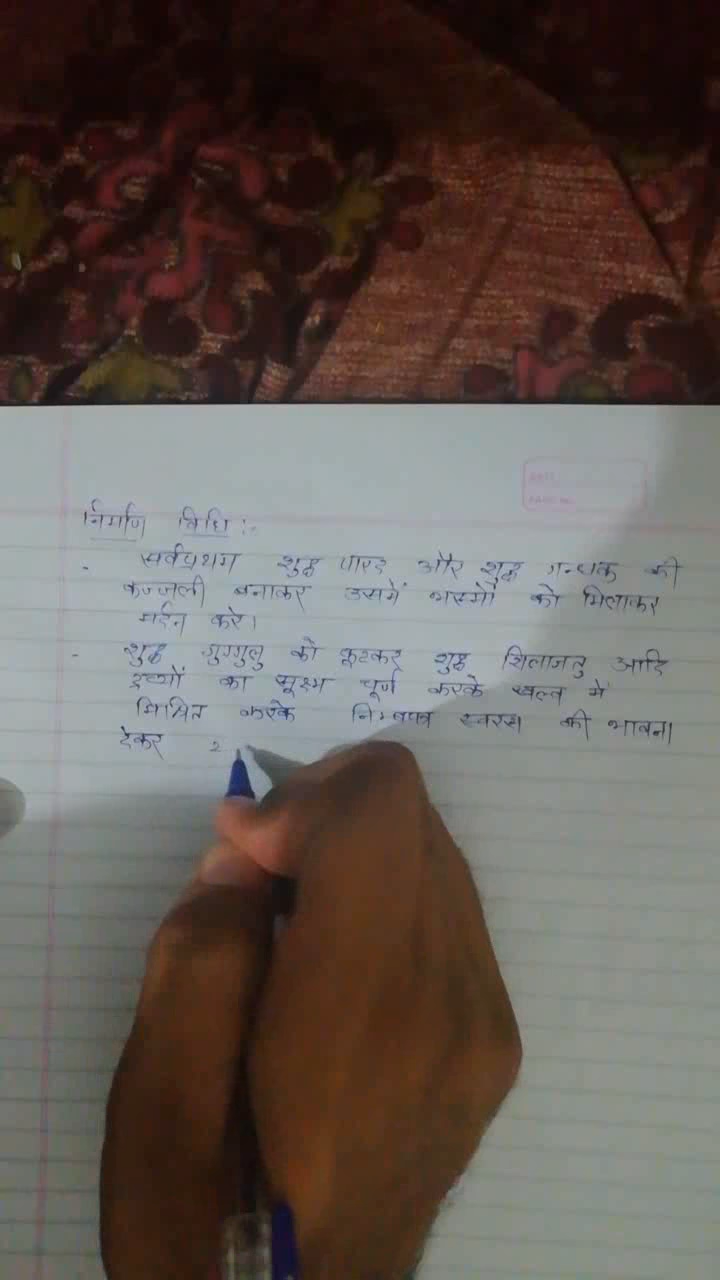 निर्माण विधि :-
- सर्वप्रथम शुद्ध पारद और शुद्ध गन्धक की
कज्जली बनाकर उसमें भस्मों को मिलाकर
मर्दन करे।
- शुद्ध गुग्गुलु को कूटकर शुद्ध शिलाजतु आदि
द्रव्यों का सूक्ष्म चूर्ण करके खल्व में
मिश्रित करके निम्बपत्र स्वरस की भावना
देकर 2